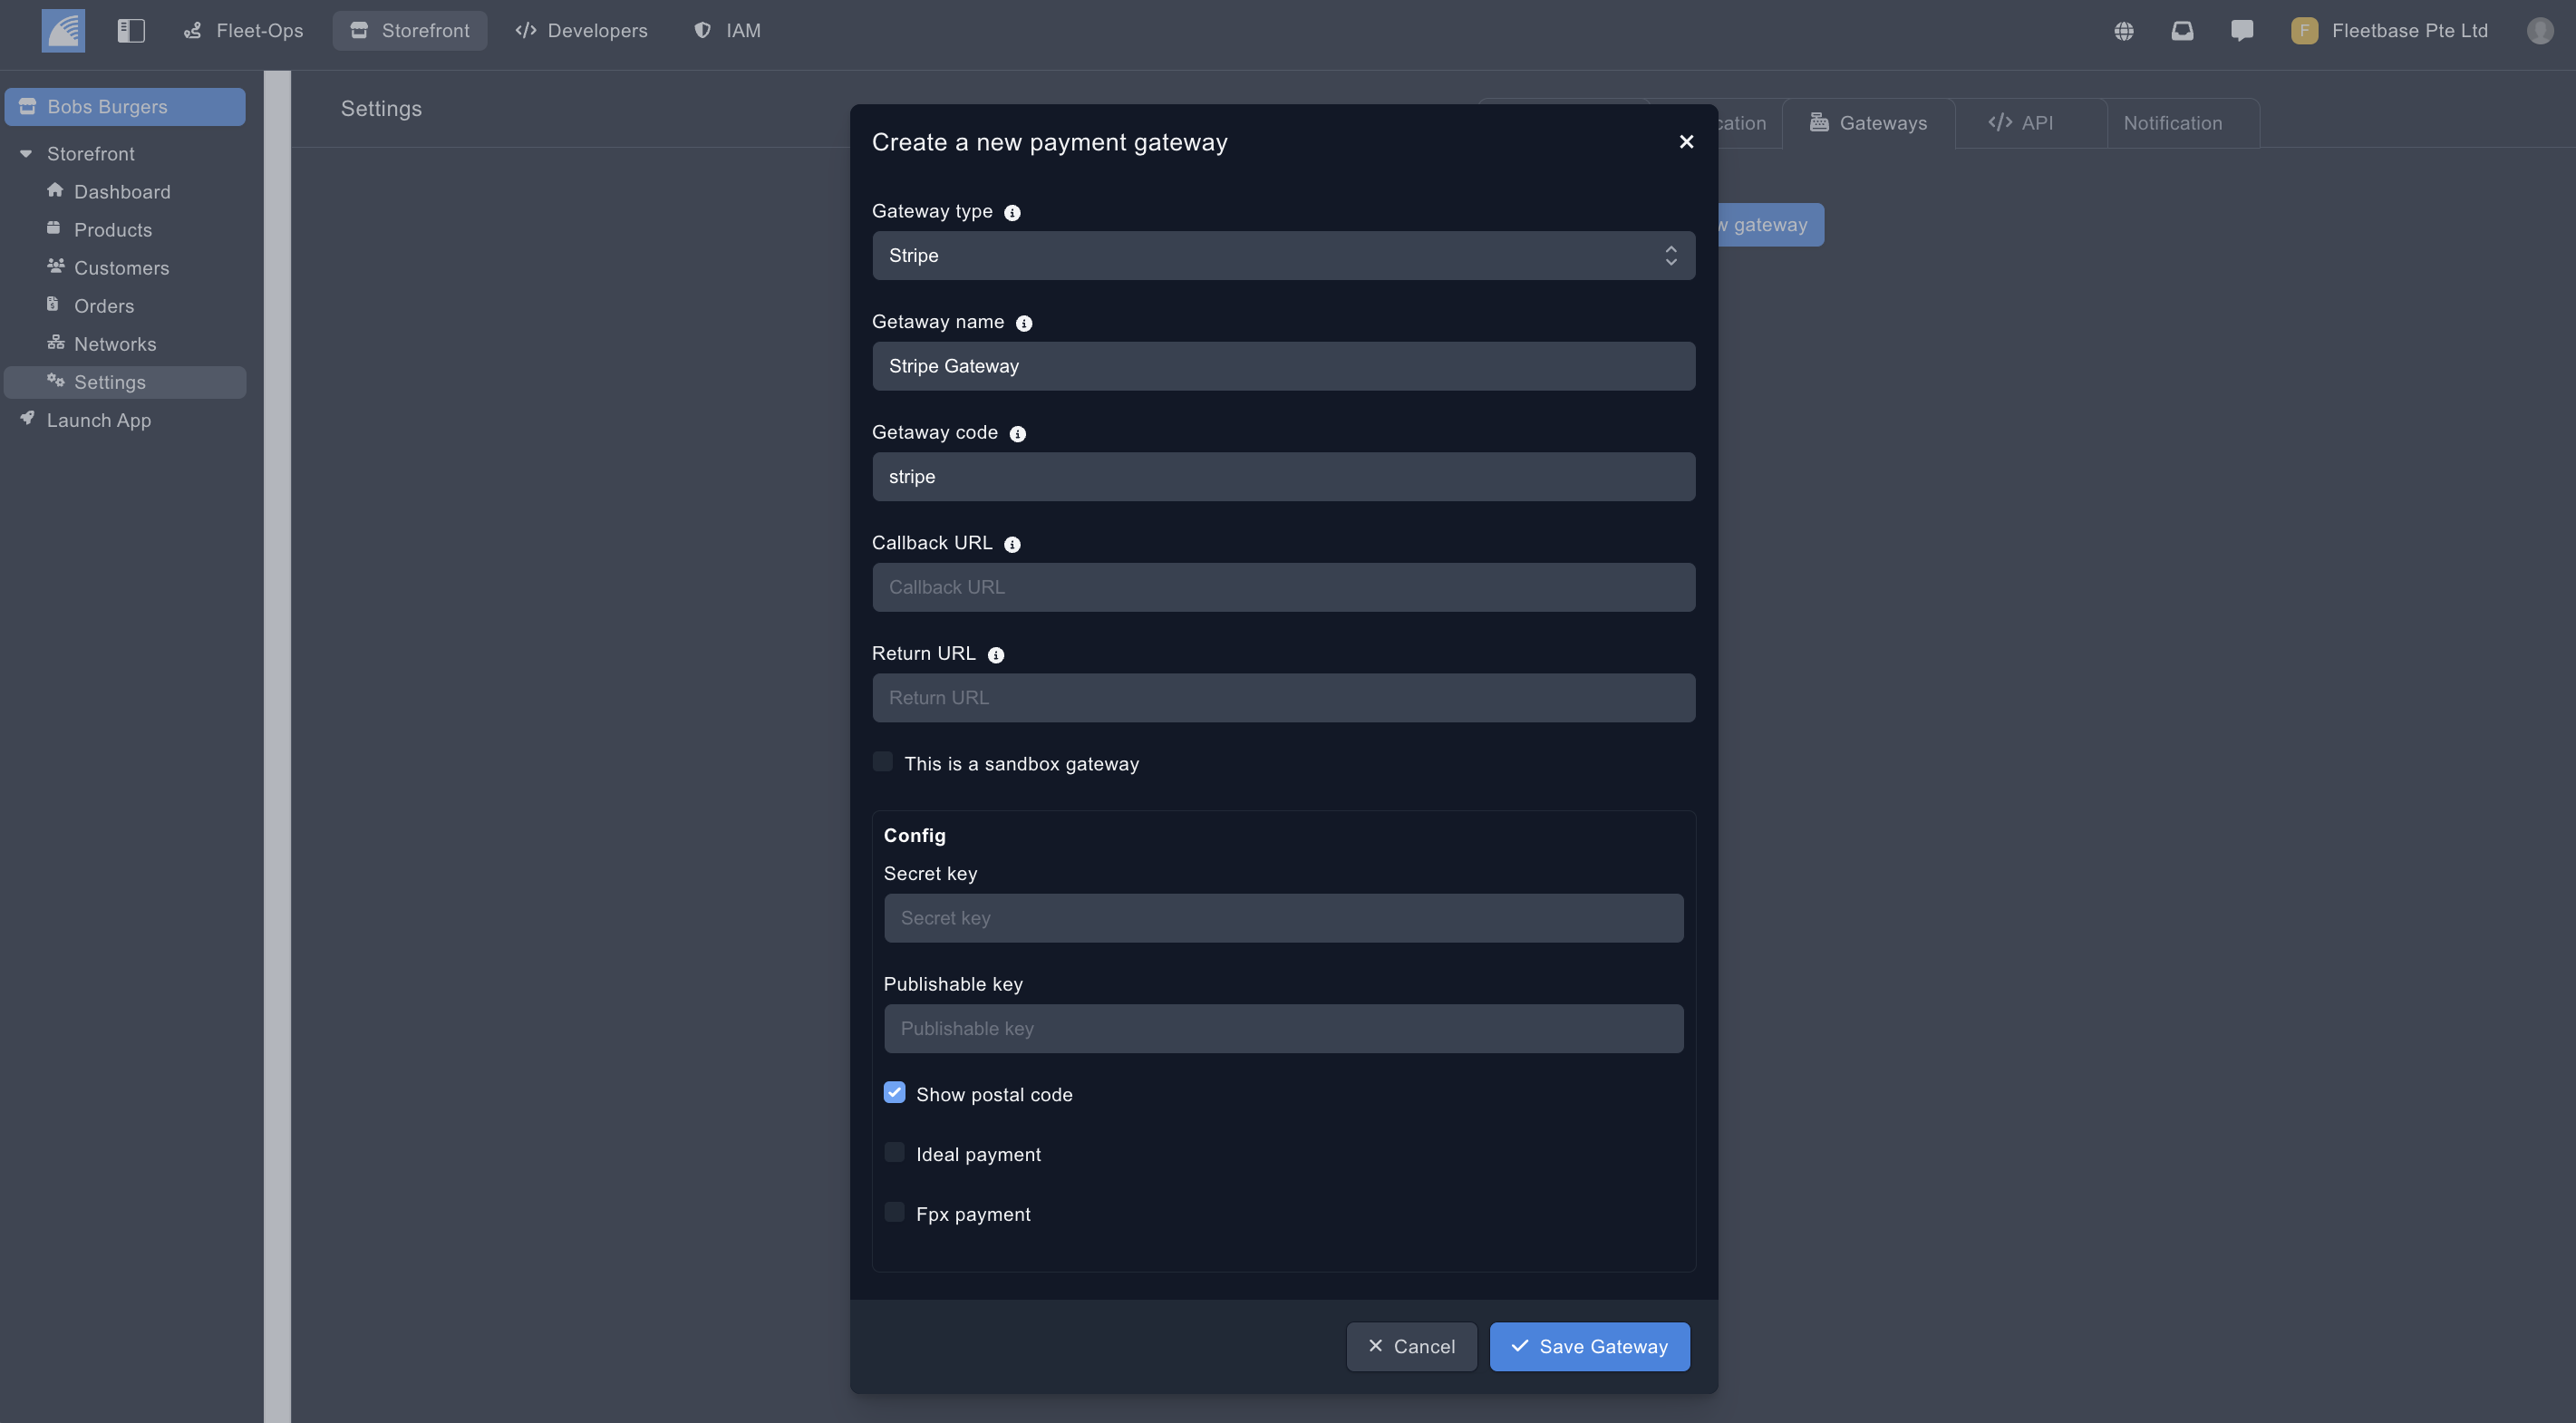 Fleet-Ops
Storefront
Developers
IAM
F
Fleetbase Pte Ltd
Bobs Burgers
Storefront
Dashboard
Products
Customers
Orders
Networks
Settings
Launch App
Settings
Gateways
API
Notification
gateway
Create a new payment gateway
Gateway type
Stripe
Getaway name
Stripe Gateway
Getaway code
stripe
Callback URL
Callback URL
Return URL
Return URL
This is a sandbox gateway
Config
Secret key
Secret key
Publishable key
Publishable key
Show postal code
Ideal payment
Fpx payment
Cancel
Save Gateway